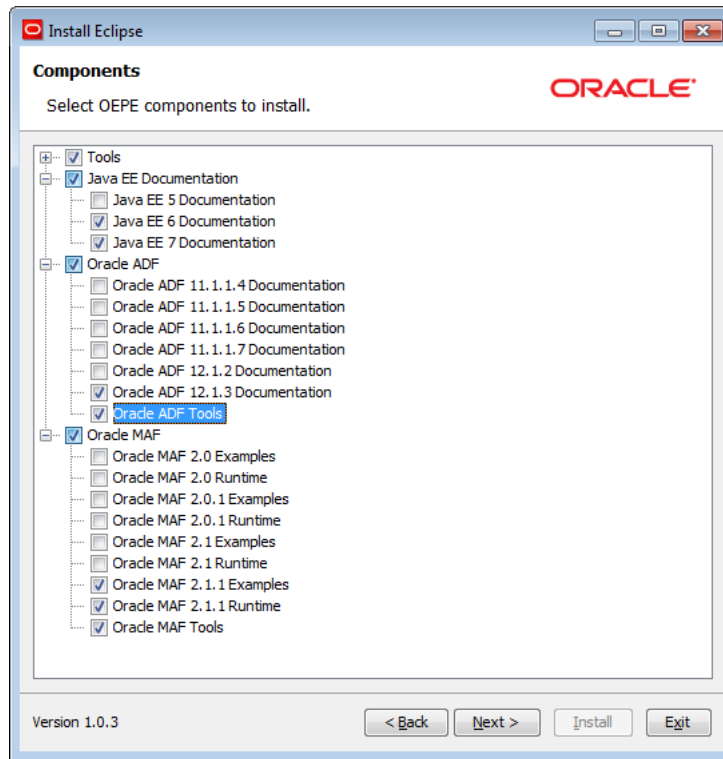 Install Eclipse
Components
Select OEPE components to install.
ORACLE
Tools
Java EE Documentation
Java EE 5 Documentation
Java EE 6 Documentation
Java EE 7 Documentation
Oracle ADF
Oracle ADF 11.1.1.4 Documentation
Oracle ADF 11.1.1.5 Documentation
Oracle ADF 11.1.1.6 Documentation
Oracle ADF 11.1.1.7 Documentation
Oracle ADF 12.1.2 Documentation
Oracle ADF 12.1.3 Documentation
Oracle ADF Tools
Oracle MAF
Oracle MAF 2.0 Examples
Oracle MAF 2.0 Runtime
Oracle MAF 2.0.1 Examples
Oracle MAF 2.0.1 Runtime
Oracle MAF 2.1 Examples
Oracle MAF 2.1 Runtime
Oracle MAF 2.1.1 Examples
Oracle MAF 2.1.1 Runtime
Oracle MAF Tools
Version 1.0.3 < Back Next > Install Exit